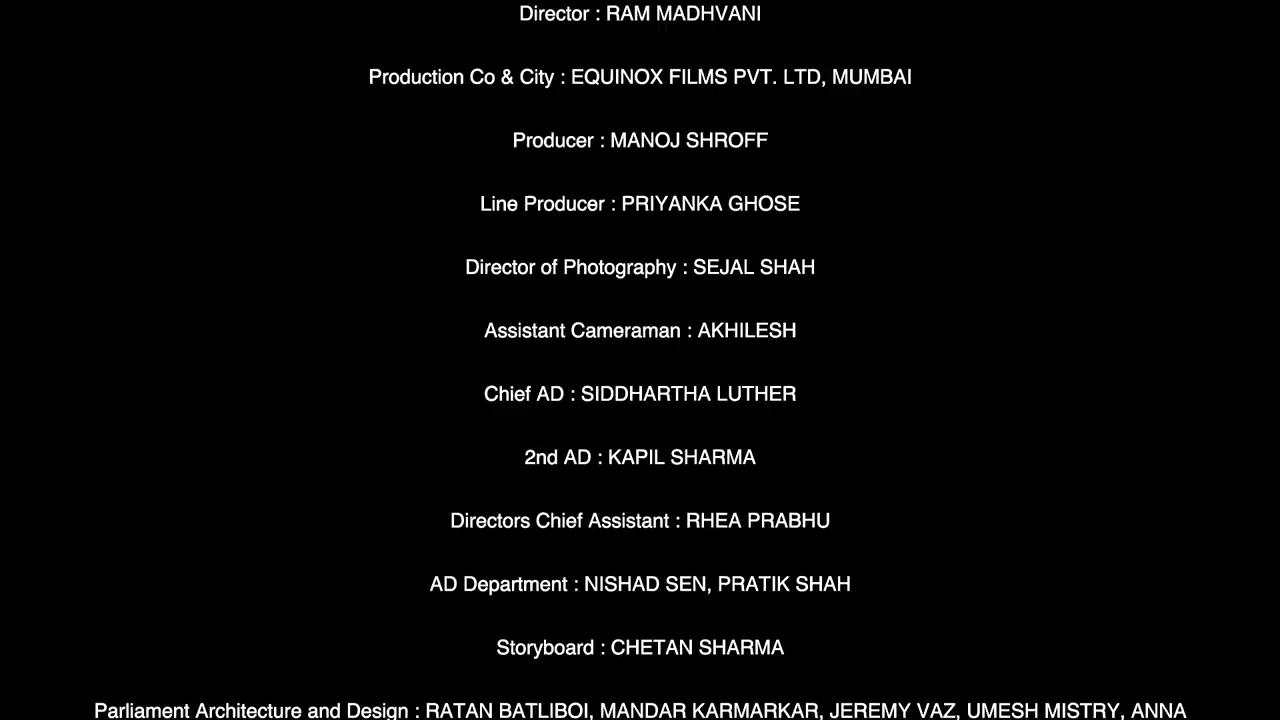 Director : RAM MADHVANI
Production Co & City : EQUINOX FILMS PVT. LTD, MUMBAI
Producer : MANOJ SHROFF
Line Producer : PRIYANKA GHOSE
Director of Photography : SEJAL SHAH
Assistant Cameraman : AKHILESH
Chief AD : SIDDHARTHA LUTHER
2nd AD : KAPIL SHARMA
Directors Chief Assistant : RHEA PRABHU
AD Department : NISHAD SEN, PRATIK SHAH
Storyboard : CHETAN SHARMA
Parliament Architecture and Design : RATAN BATLIBOI, MANDAR KARMARKAR, JEREMY VAZ, UMESH MISTRY, ANNA